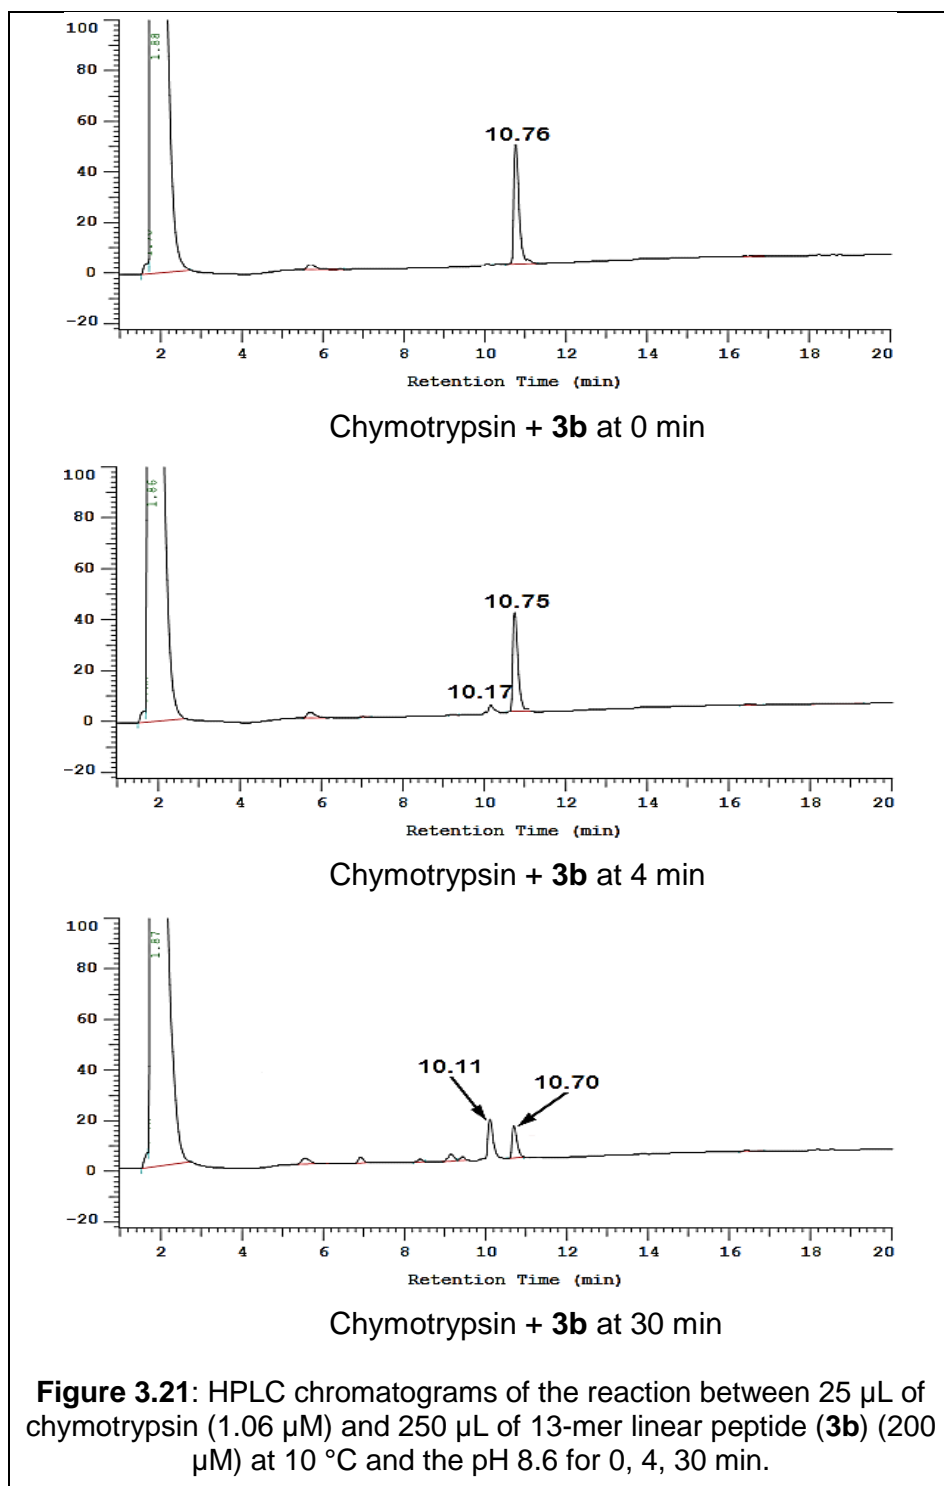 100
1.88
80
60
10.76
40
20
0
-20
2 4 6 8 10 12 14 16 18 20
Retention Time (min)
Chymotrypsin + 3b at 0 min
100
1.86
80
60
10.75
40
20
10.17
0
-20
2 4 6 8 10 12 14 16 18 20
Retention Time (min)
Chymotrypsin + 3b at 4 min
100
1.87
80
60
40
10.11
10.70
20
0
-20
2 4 6 8 10 12 14 16 18 20
Retention Time (min)
Chymotrypsin + 3b at 30 min
Figure 3.21: HPLC chromatograms of the reaction between 25 µL of
chymotrypsin (1.06 µM) and 250 µL of 13-mer linear peptide (3b) (200
µM) at 10 °C and the pH 8.6 for 0, 4, 30 min.